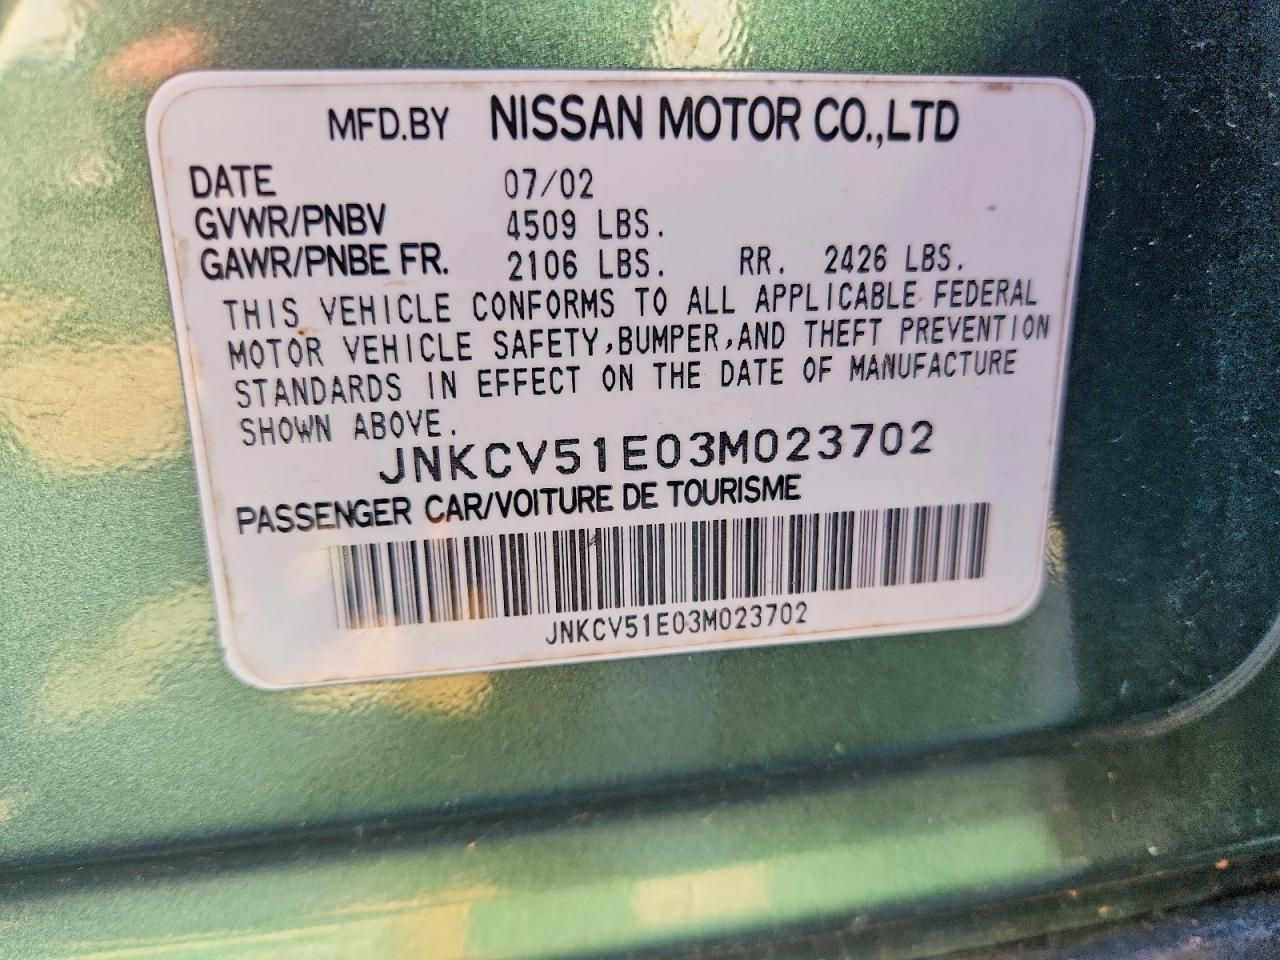 MFD.BY NISSAN MOTOR CO.,LTD
DATE 07/02
GVWR/PNBV 4509 LBS.
GAWR/PNBE FR. 2106 LBS. RR. 2426 LBS.
THIS VEHICLE CONFORMS TO ALL APPLICABLE FEDERAL
MOTOR VEHICLE SAFETY,BUMPER,AND THEFT PREVENTION
STANDARDS IN EFFECT ON THE DATE OF MANUFACTURE
SHOWN ABOVE.
JNKCV51E03M023702
PASSENGER CAR/VOITURE DE TOURISME
JNKCV51E03M023702